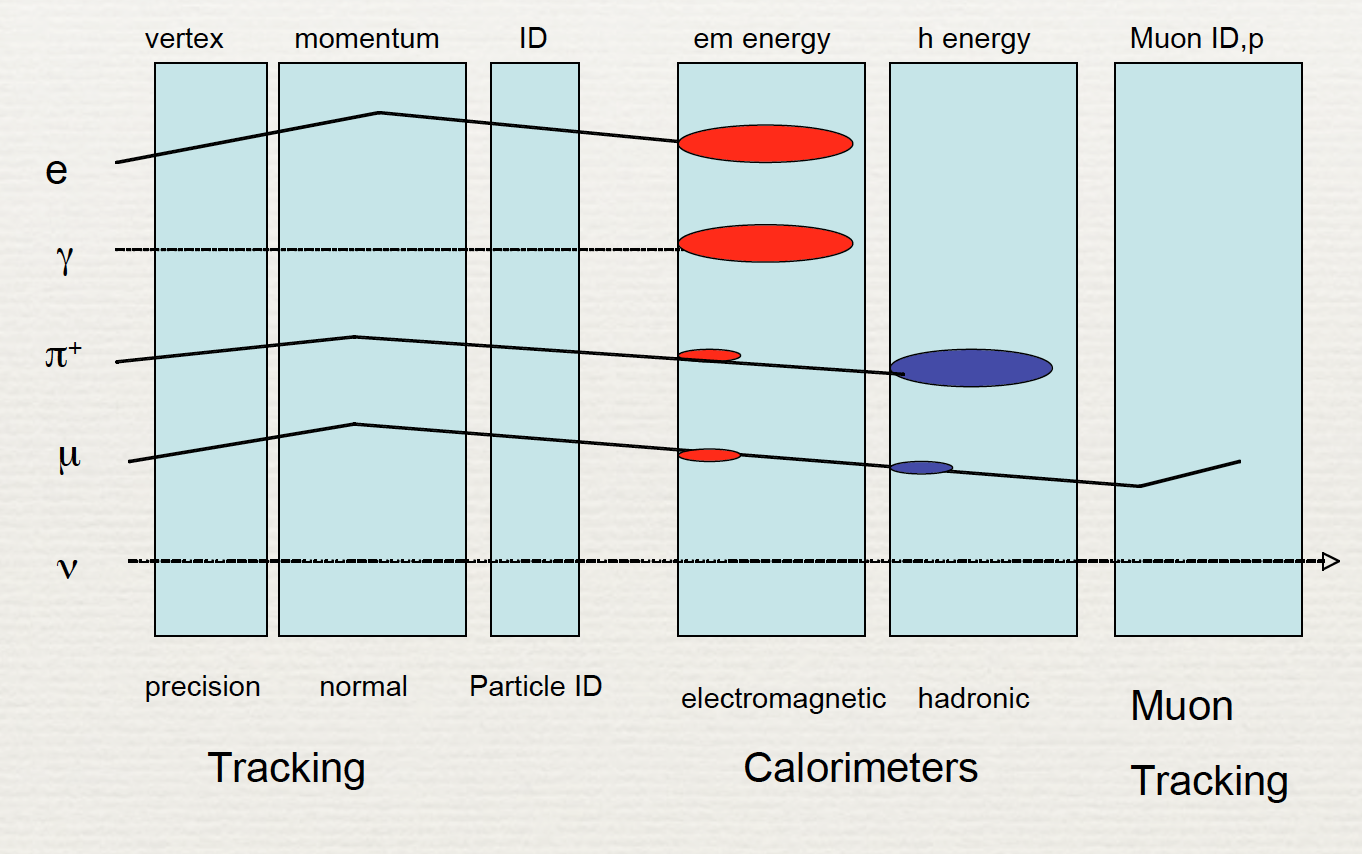 vertex momentum ID em energy h energy Muon ID,p
e
γ
π+
μ
ν
precision normal Particle ID electromagnetic hadronic
Muon
Tracking Calorimeters
Tracking